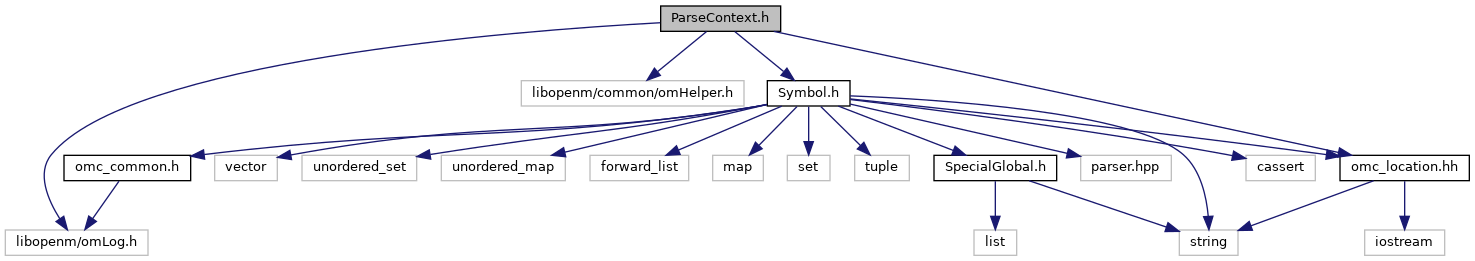 ParseContext.h
libopenm/common/omHelper.h
Symbol.h
omc_common.h
vector
unordered_set
unordered_map
forward_list
map
set
tuple
SpecialGlobal.h
parser.hpp
cassert
omc_location.hh
libopenm/omLog.h
list
string
iostream